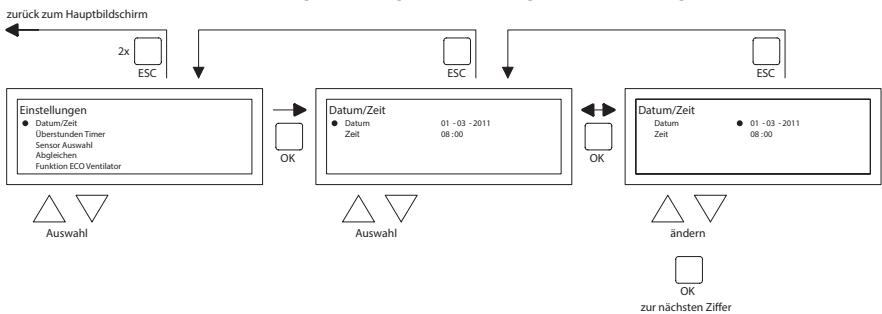 zurück zum Hauptbildschirm
2x
ESC
ESC
ESC
Einstellungen
Datum/Zeit
Überstunden Timer
Sensor Auswahl
Abgleichen
Funktion ECO Ventilator
OK
Datum/Zeit
Datum 01 - 03 - 2011
Zeit 08 : 00
OK
Datum/Zeit
Datum 01 - 03 - 2011
Zeit 08 : 00
Auswahl
Auswahl
ändern
OK
zur nächsten Ziffer